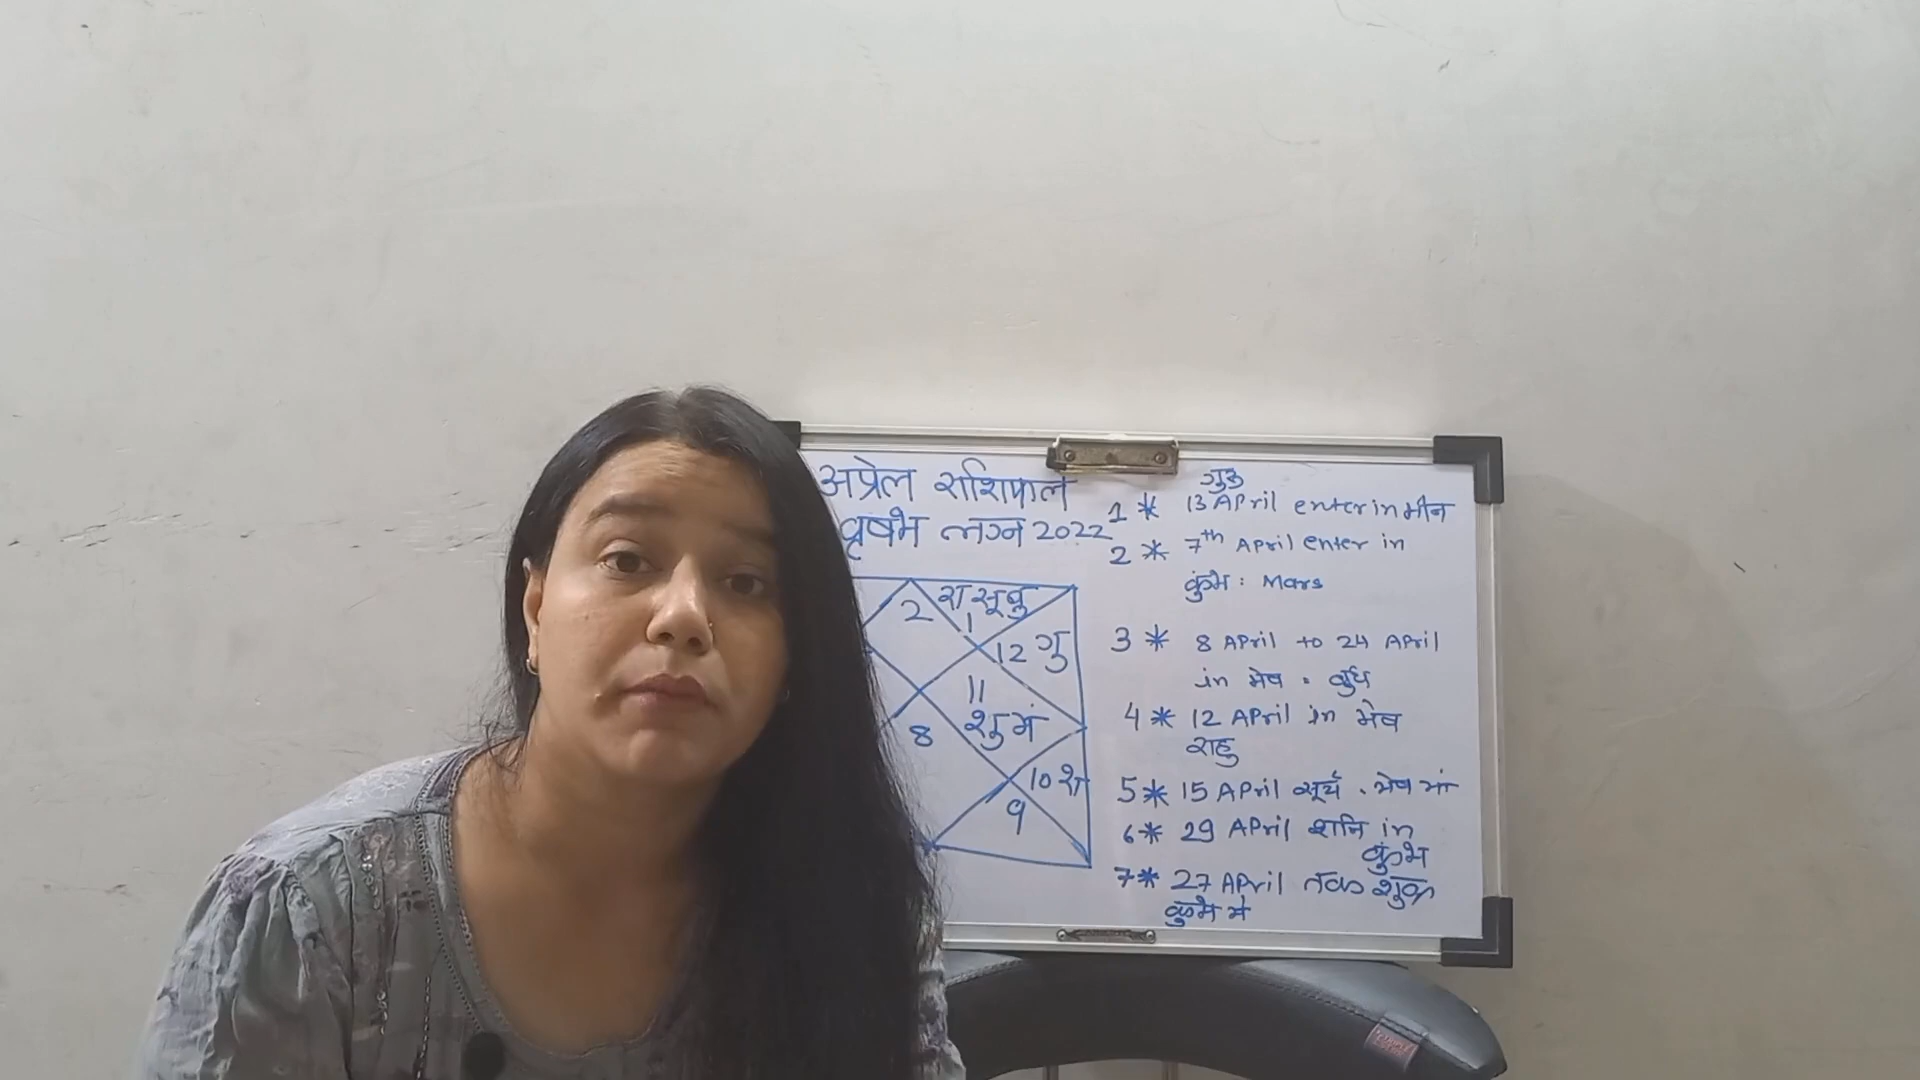 अप्रेल राशिफल
वृषभ लग्न 2022
2
रा सू बु
1
12 गु
11
शु मं
8
10 श
9
गुरु
1 * 13 April enter in मीन
2 * 7th April enter in
कुंभ : Mars
3 * 8 April to 24 April
in मेष : बुध
4 * 12 April in मेष
राहु
5 * 15 April सूर्य . मेष मां
6 * 29 April शनि in
कुंभ
7 * 27 April तक शुक्र
कुंभ मे